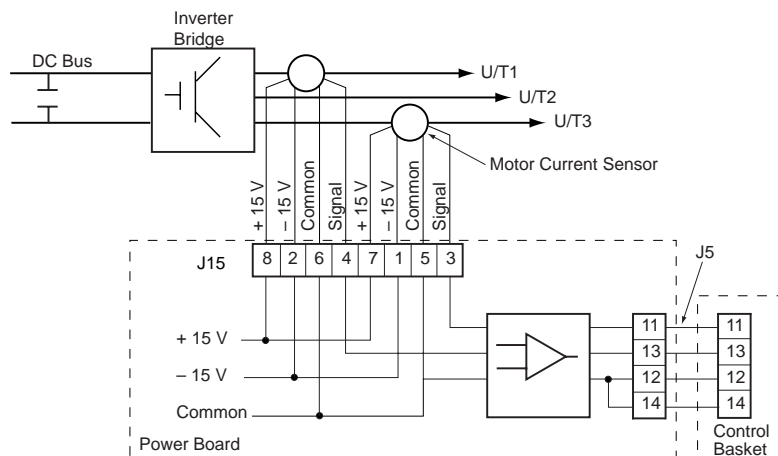 Inverter
Bridge
DC Bus
U/T1
U/T2
U/T3
Motor Current Sensor
+ 15 V
– 15 V
Common
Signal
+ 15 V
– 15 V
Common
Signal
J15
8 2 6 4 7 1 5 3
J5
+ 15 V
– 15 V
Common
11
13
12
14
11
13
12
14
Power Board
Control
Basket